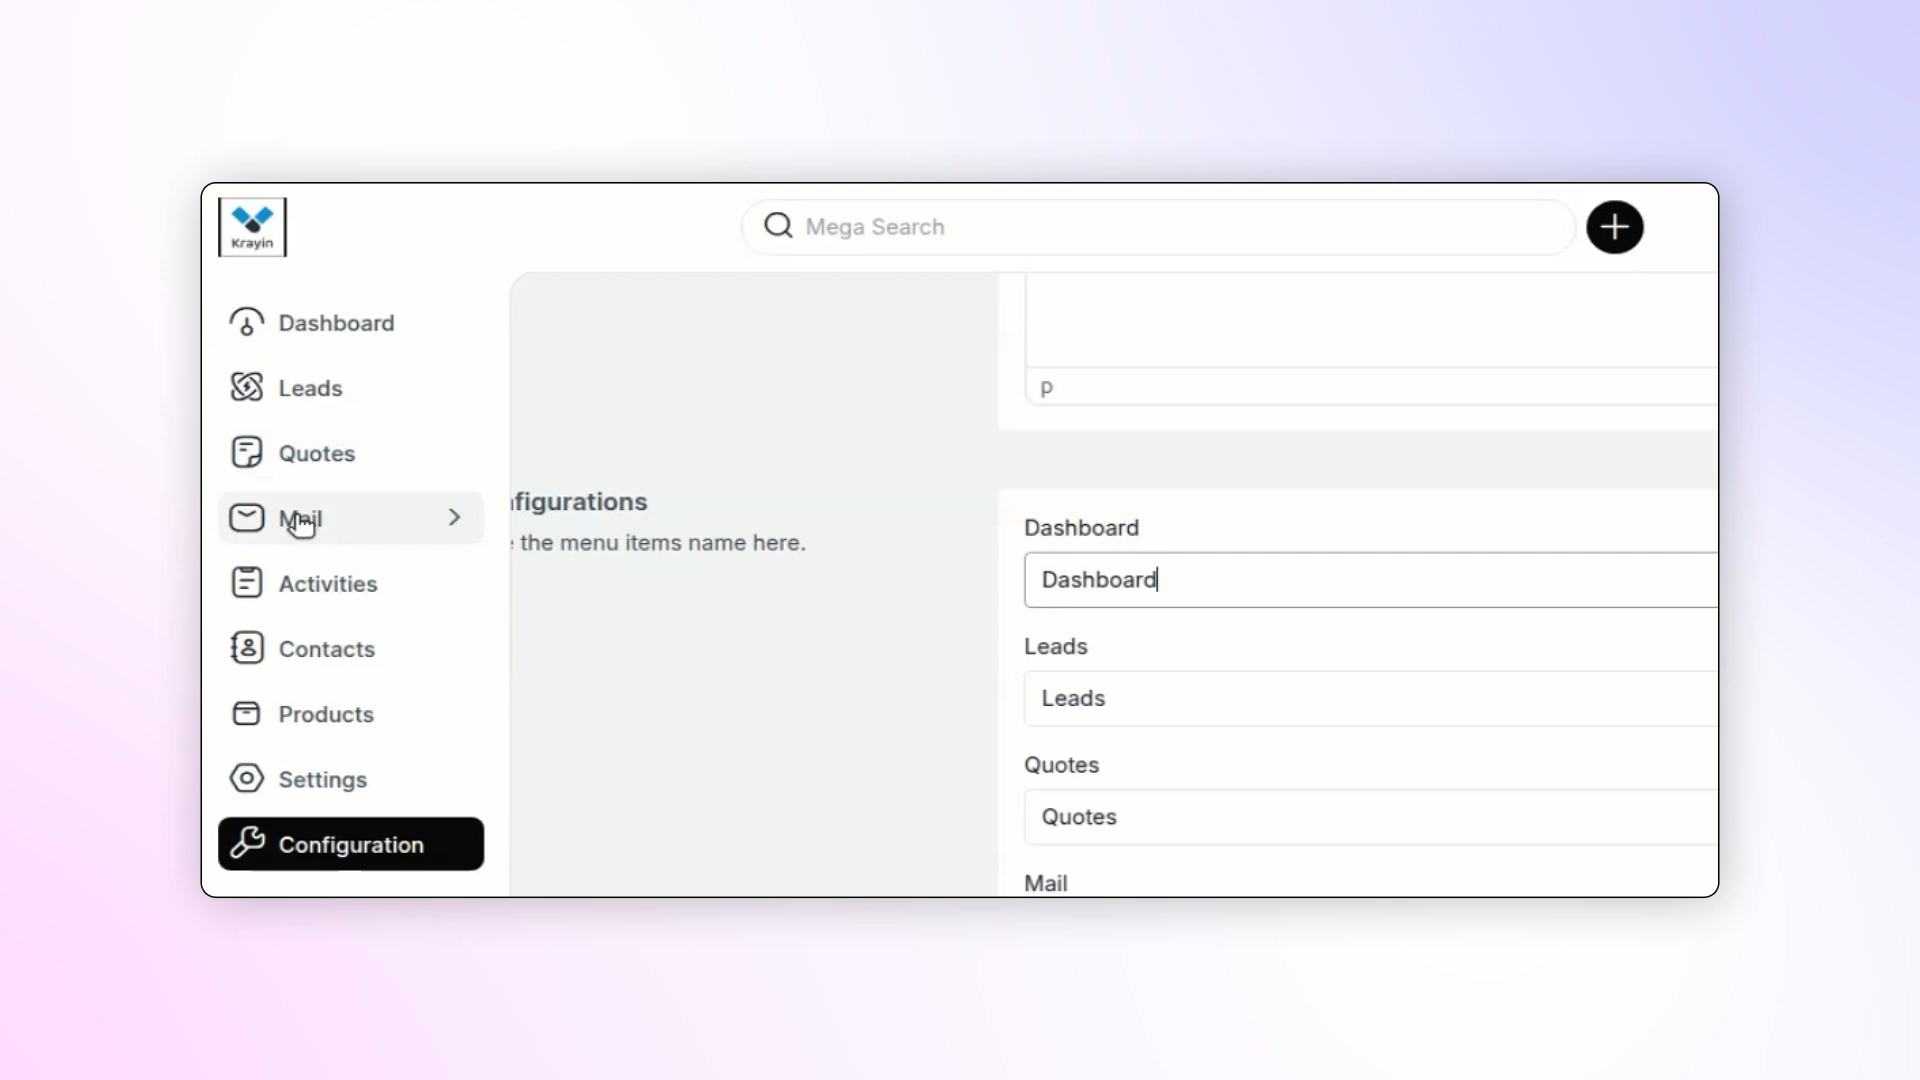 Krayin
Mega Search
Dashboard
Leads
Quotes
Mail
Activities
Contacts
Products
Settings
Configuration
p
figurations
the menu items name here.
Dashboard
Dashboard
Leads
Leads
Quotes
Quotes
Mail